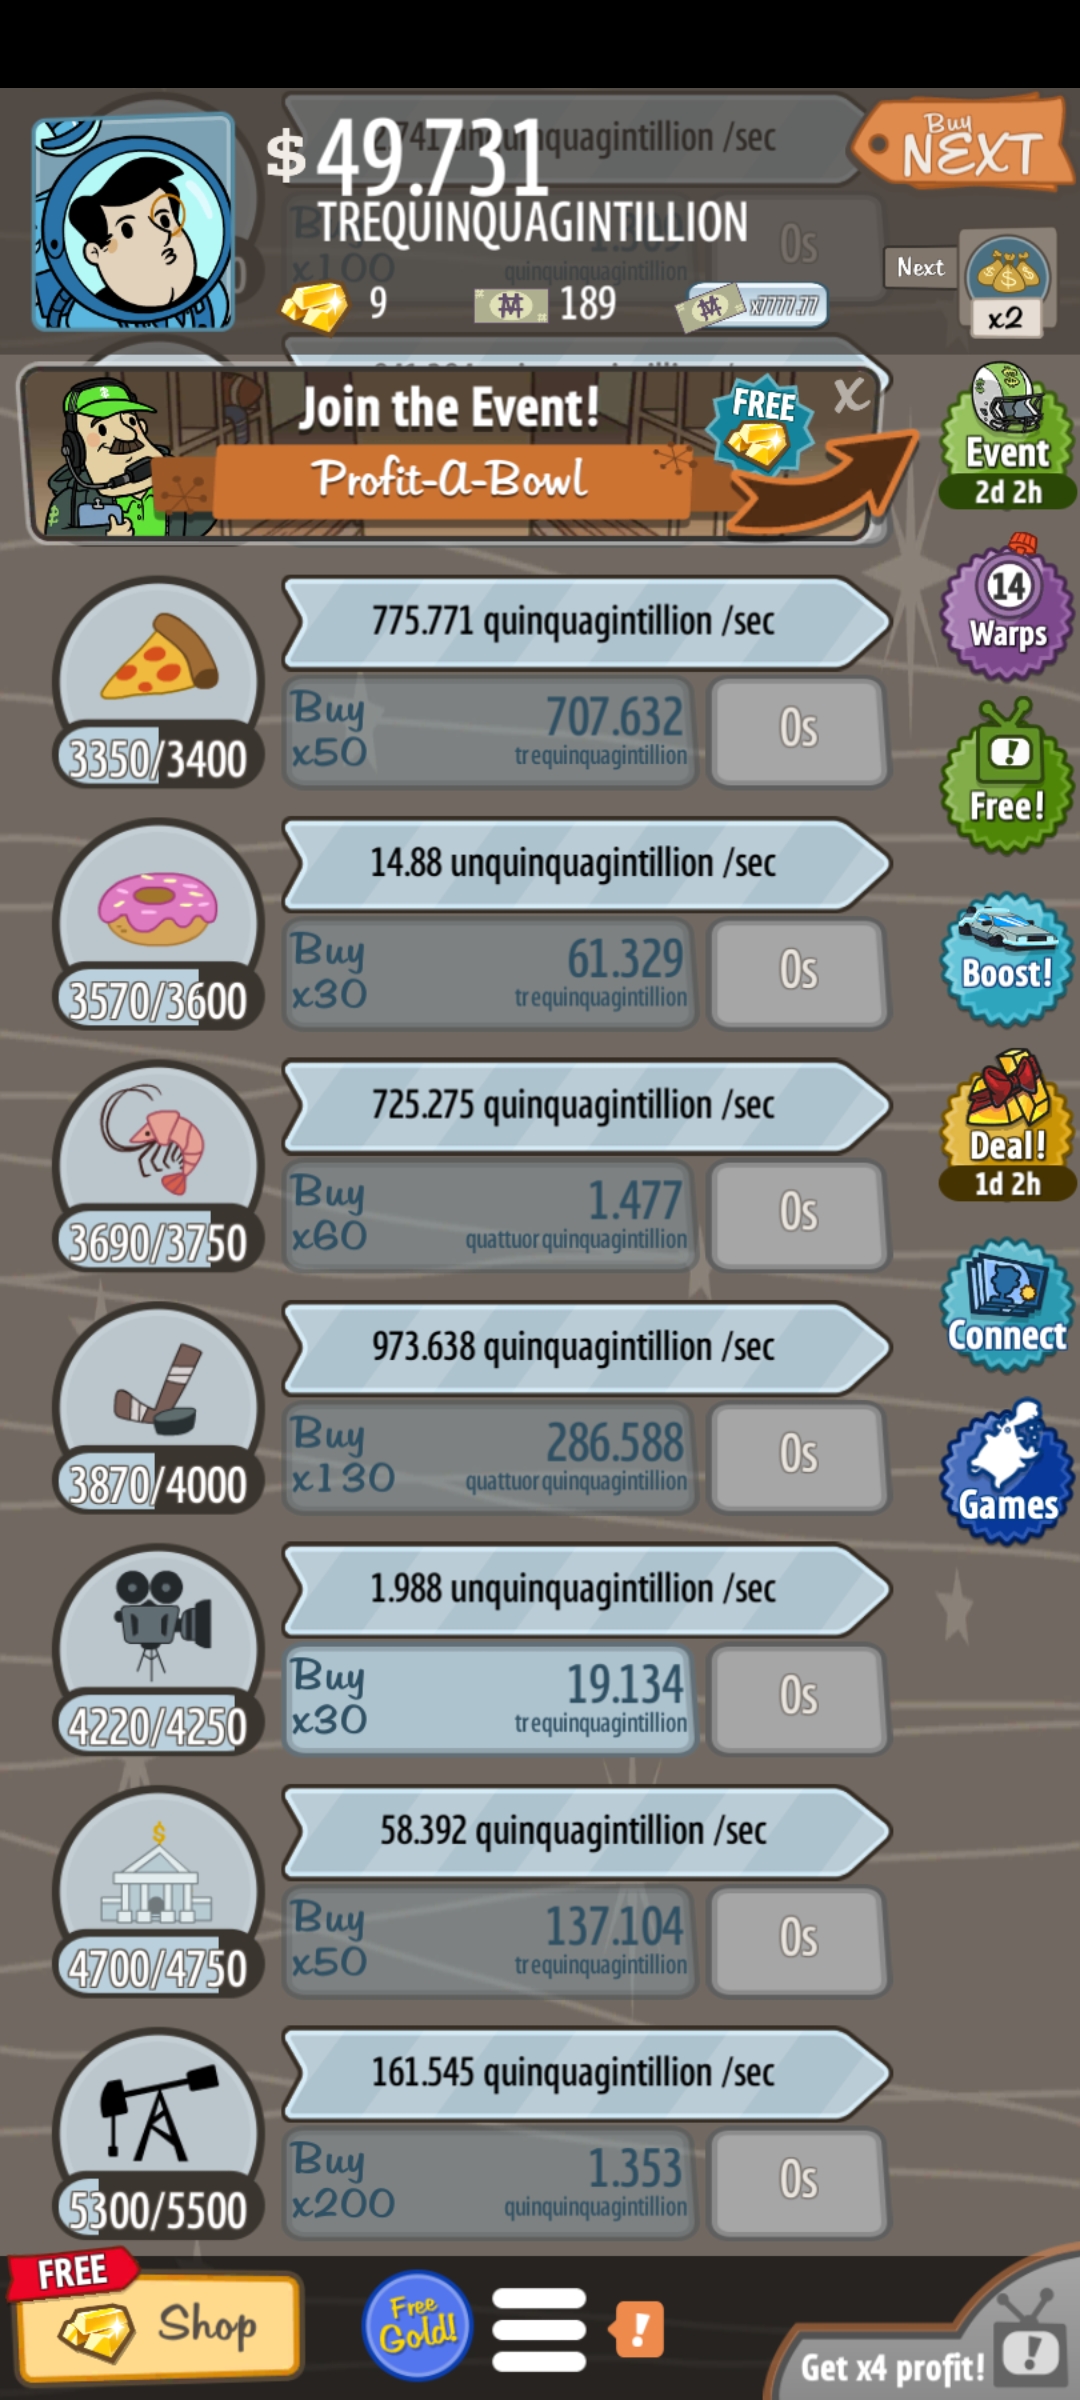 $ 49.731
TREQUINQUAGINTILLION
Buy
NEXT
9
189
x7777.77
Next
x2
x100
quinquinquagintillion
0s
Join the Event!
Profit-A-Bowl
FREE
X
Event
2d 2h
775.771 quinquagintillion /sec
Buy
x50
707.632
trequinquagintillion
0s
3350/3400
14
Warps
Free!
14.88 unquinquagintillion /sec
Buy
x30
61.329
trequinquagintillion
0s
3570/3600
Boost!
725.275 quinquagintillion /sec
Buy
x60
1.477
quattuorquinquagintillion
0s
3690/3750
Deal!
1d 2h
973.638 quinquagintillion /sec
Buy
x130
286.588
quattuorquinquagintillion
0s
3870/4000
Connect
Games
1.988 unquinquagintillion /sec
Buy
x30
19.134
trequinquagintillion
0s
4220/4250
58.392 quinquagintillion /sec
Buy
x50
137.104
trequinquagintillion
0s
4700/4750
161.545 quinquagintillion /sec
Buy
x200
1.353
quinquinquagintillion
0s
5300/5500
FREE
Shop
Free
Gold!
!
Get x4 profit!